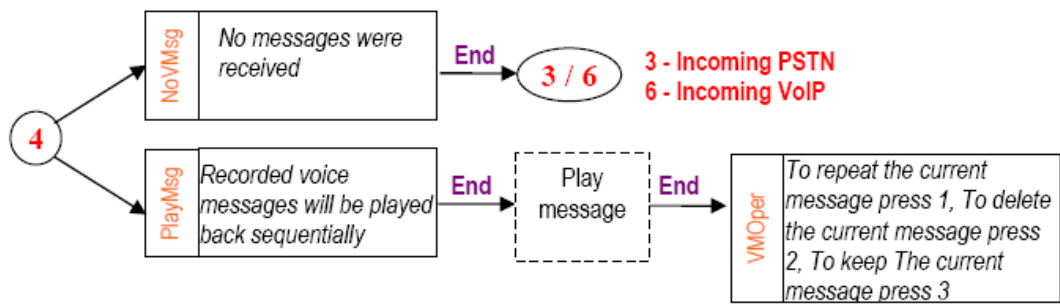 4
NoVMsg
No messages were
received
End
3 / 6
3 - Incoming PSTN
6 - Incoming VoIP
PlayMsg
Recorded voice
messages will be played
back sequentially
End
Play
message
End
VMOper
To repeat the current
message press 1, To delete
the current message press
2, To keep The current
message press 3